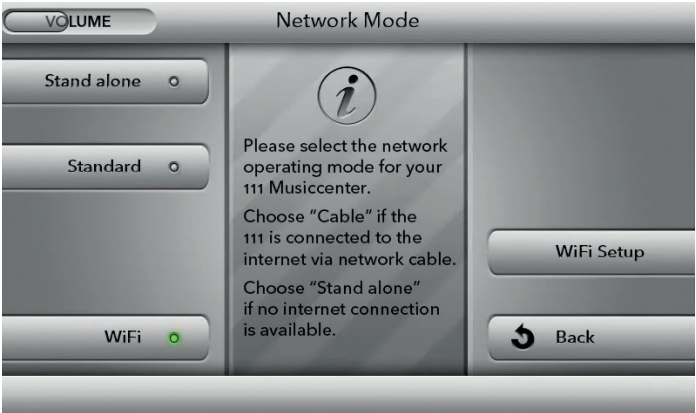 VOLUME
Network Mode
Stand alone
Standard
WiFi
Please select the network
operating mode for your
111 Musiccenter.
Choose “Cable” if the
111 is connected to the
internet via network cable.
Choose “Stand alone”
if no internet connection
is available.
WiFi Setup
Back